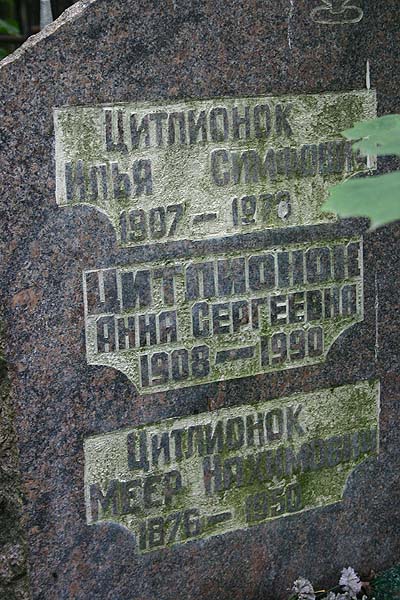 ЦИТЛИОНОК
ИЛЬЯ
1907 —
ЦИТЛИОНОК
АННА СЕРГЕЕВНА
1908 — 1990
ЦИТЛИОНОК
МЕЕР НАХИМОВИЧ
1876 — 1950